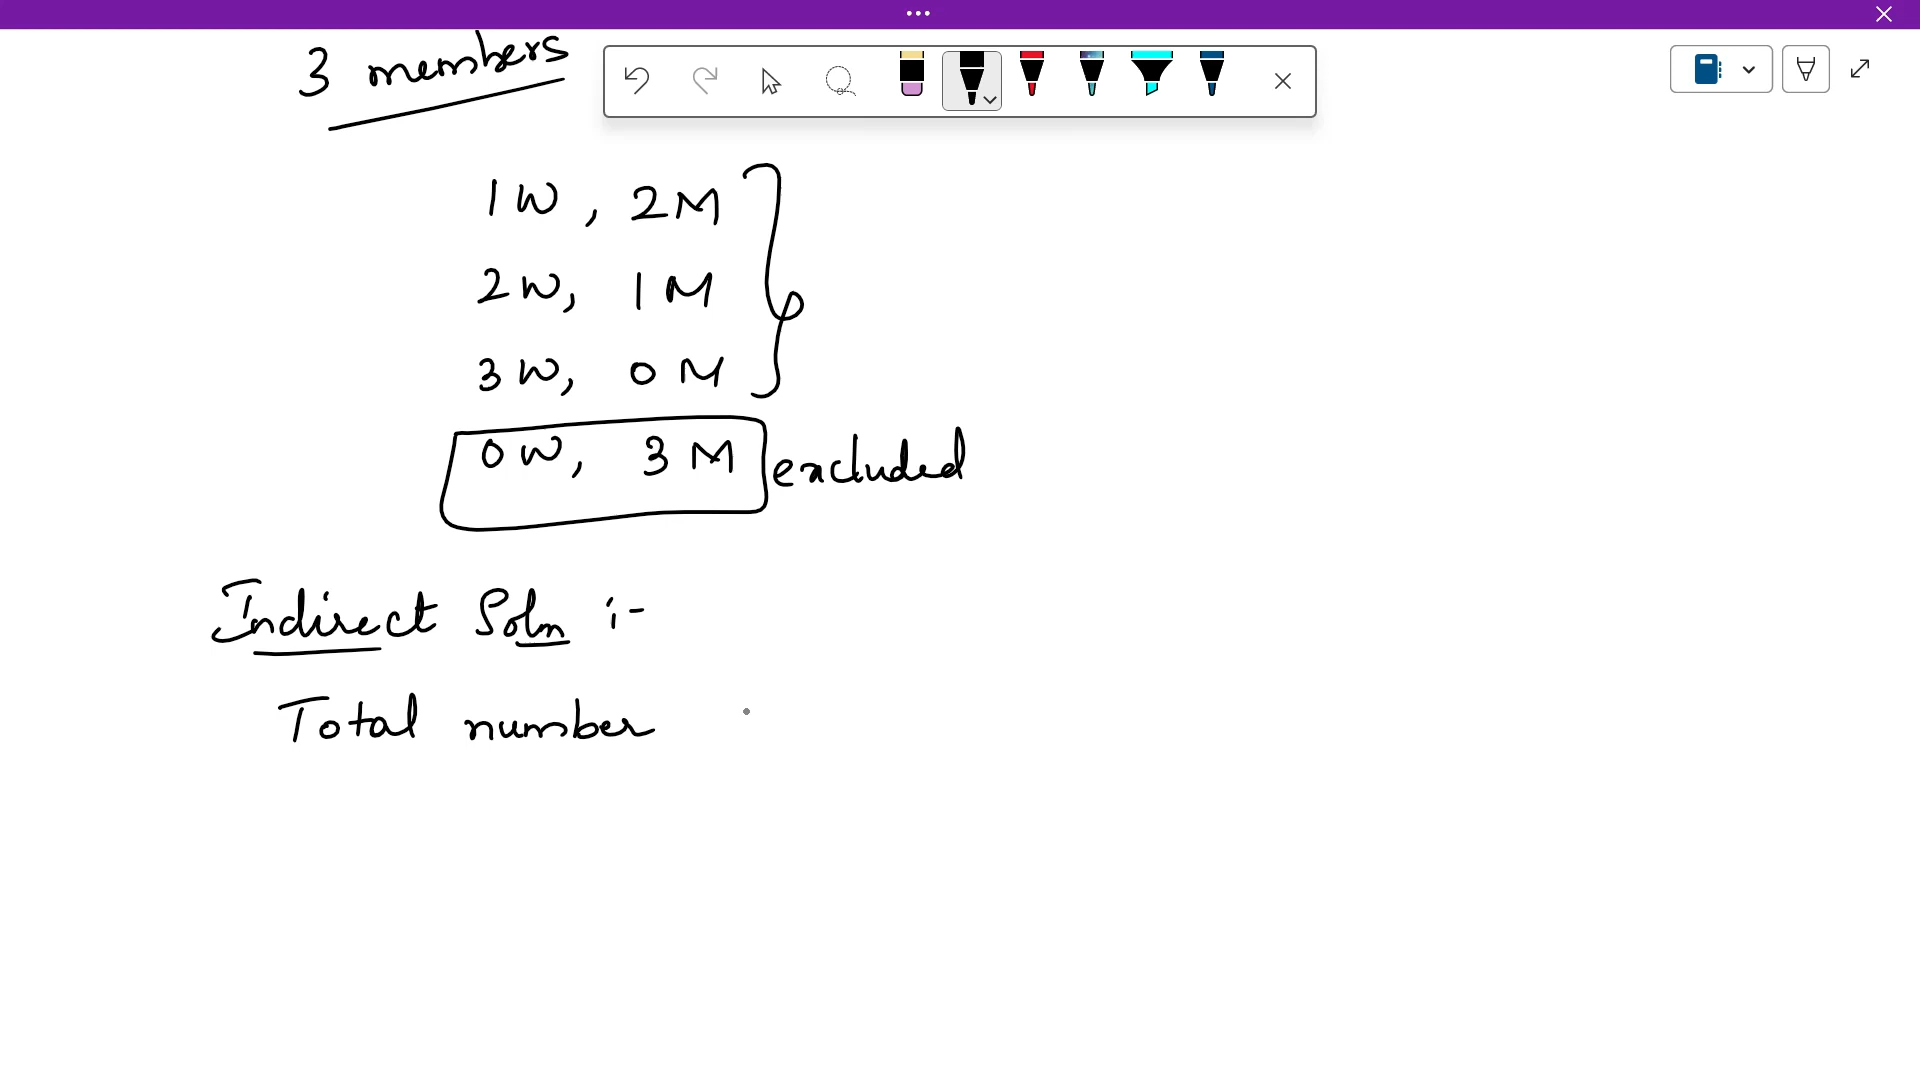 3 members
1W, 2M
2W, 1M
3W, 0M
0W, 3M excluded
Indirect Soln :-
Total number